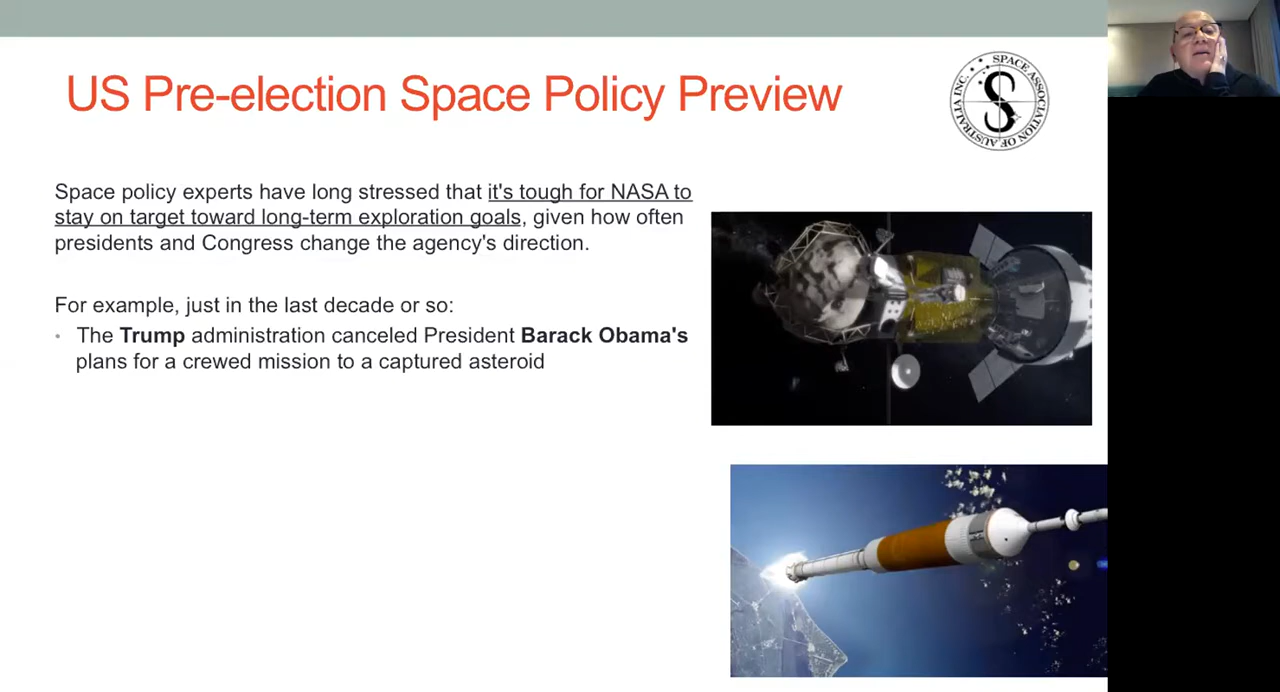 US Pre-election Space Policy Preview
SPACE ASSOCIATION OF AUSTRALIA INC.
S
Space policy experts have long stressed that it's tough for NASA to
stay on target toward long-term exploration goals, given how often
presidents and Congress change the agency's direction.
For example, just in the last decade or so:
• The Trump administration canceled President Barack Obama's
plans for a crewed mission to a captured asteroid